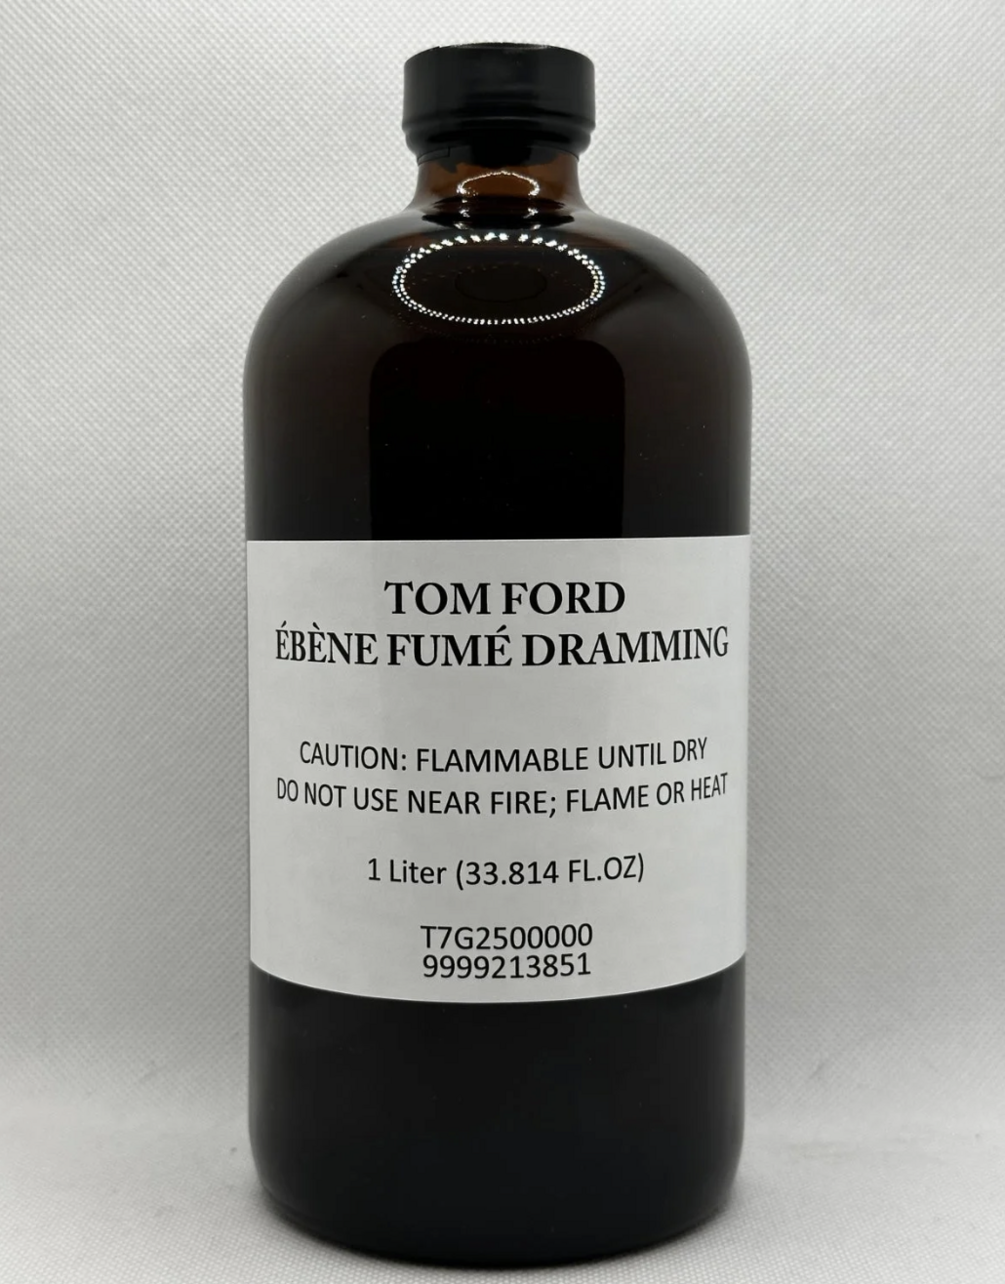 TOM FORD
ÉBÈNE FUMÉ DRAMMING
CAUTION: FLAMMABLE UNTIL DRY
DO NOT USE NEAR FIRE; FLAME OR HEAT
1 Liter (33.814 FL.OZ)
T7G2500000
9999213851